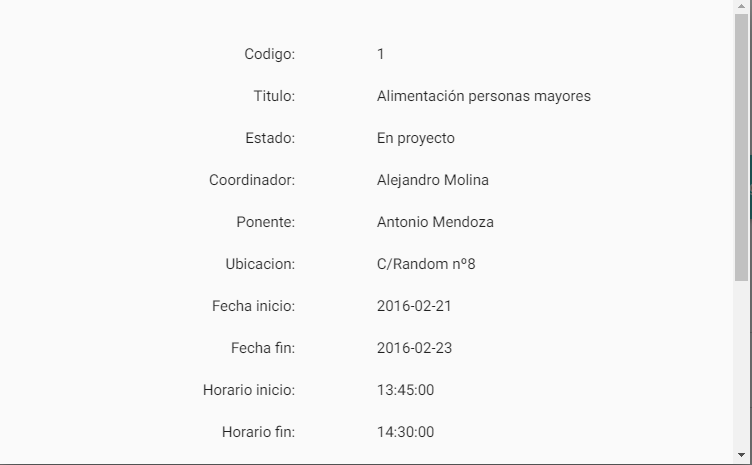 Codigo: 1
Titulo: Alimentación personas mayores
Estado: En proyecto
Coordinador: Alejandro Molina
Ponente: Antonio Mendoza
Ubicacion: C/Random nº8
Fecha inicio: 2016-02-21
Fecha fin: 2016-02-23
Horario inicio: 13:45:00
Horario fin: 14:30:00